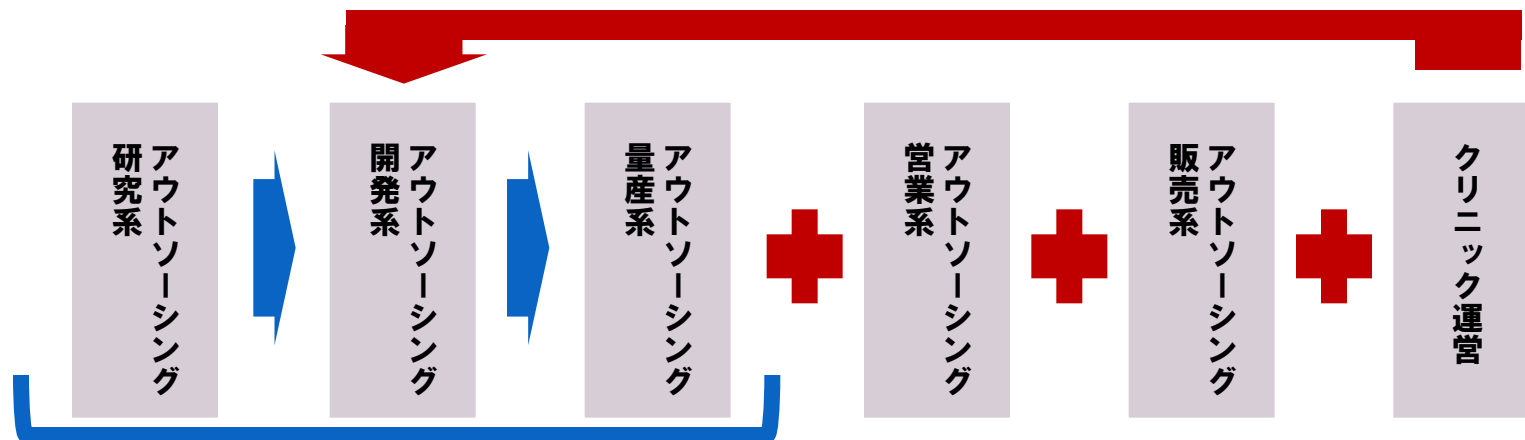 アウトソーシング
研究系
アウトソーシング
開発系
アウトソーシング
量産系
アウトソーシング
営業系
アウトソーシング
販売系
クリニック運営